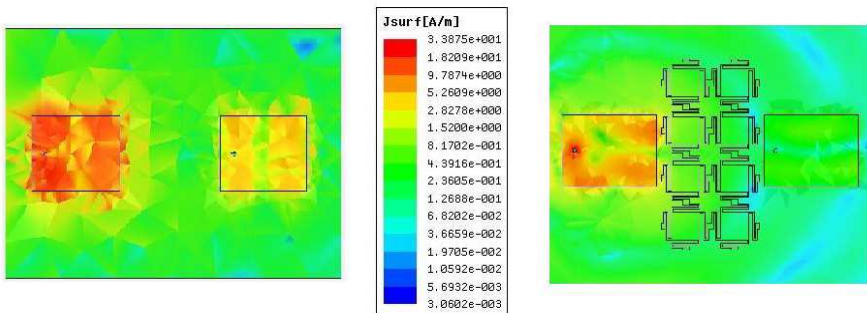 Jsurf[A/m]
3.3875e+001
1.8209e+001
9.7874e+000
5.2609e+000
2.8278e+000
1.5200e+000
8.1702e-001
4.3916e-001
2.3605e-001
1.2688e-001
6.8202e-002
3.6659e-002
1.9705e-002
1.0592e-002
5.6932e-003
3.0602e-003